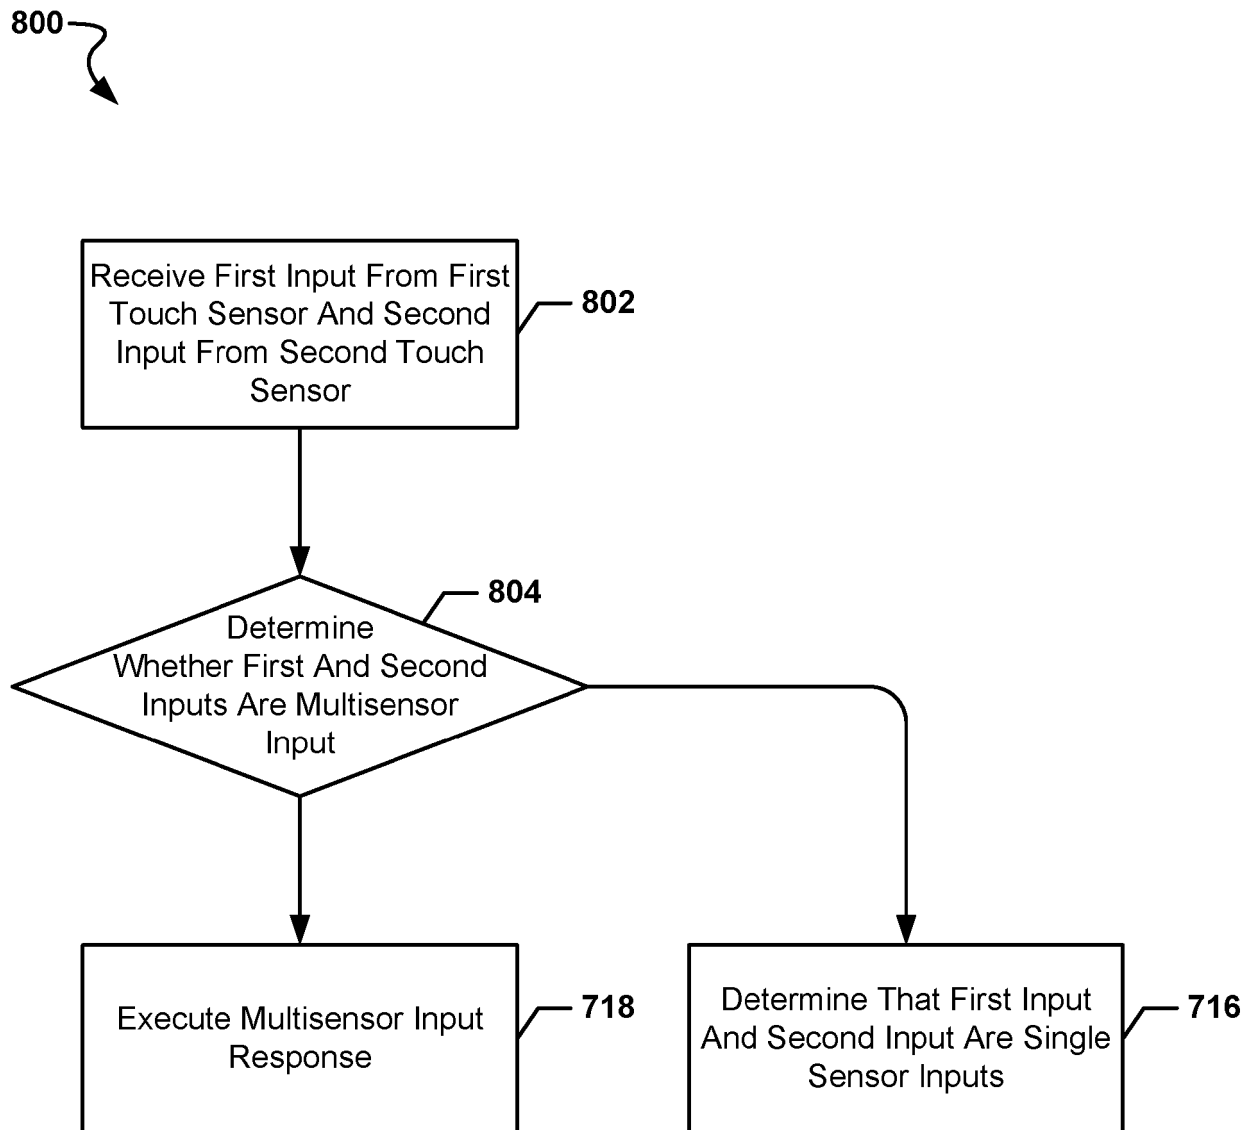 800
Receive First Input From First
Touch Sensor And Second
Input From Second Touch
Sensor
802
804
Determine
Whether First And Second
Inputs Are Multisensor
Input
Execute Multisensor Input
Response
718
Determine That First Input
And Second Input Are Single
Sensor Inputs
716